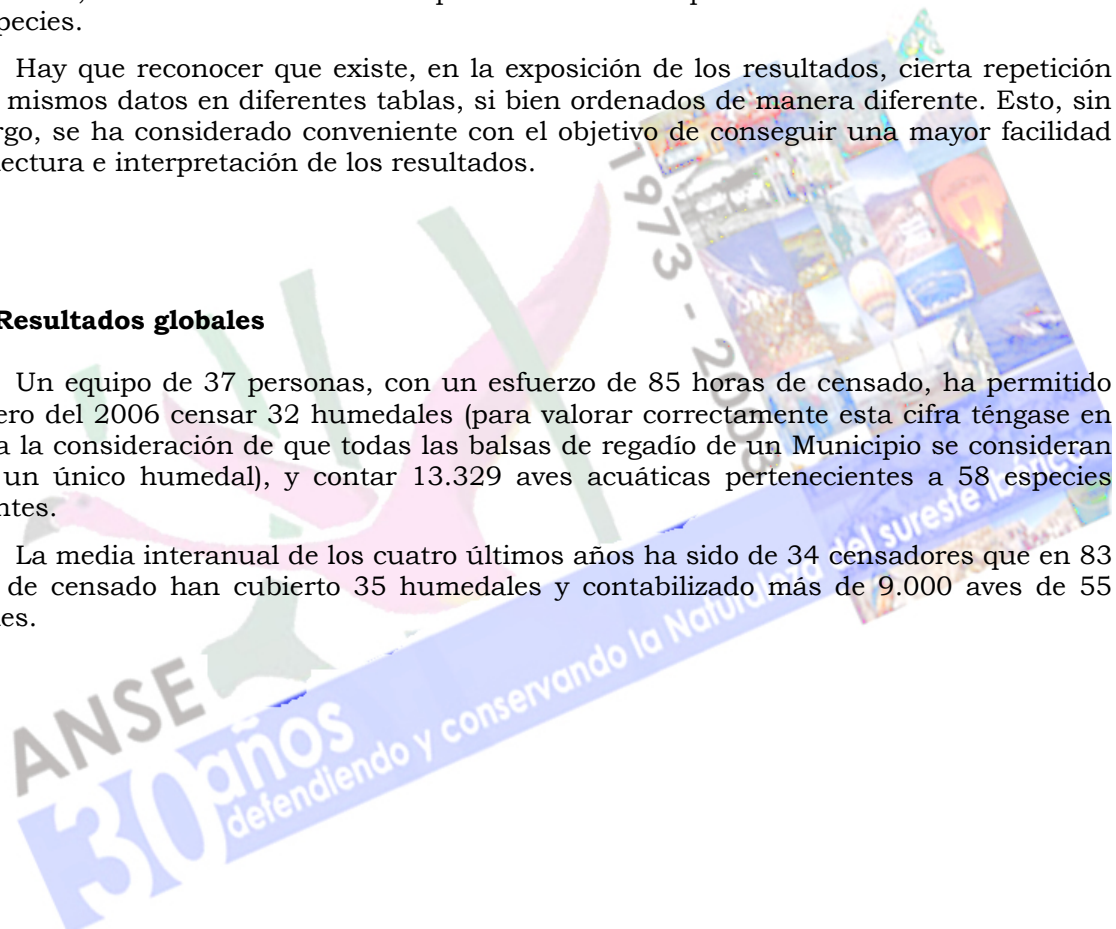 pecies.
Hay que reconocer que existe, en la exposición de los resultados, cierta repetición
mismos datos en diferentes tablas, si bien ordenados de manera diferente. Esto, sin
rgo, se ha considerado conveniente con el objetivo de conseguir una mayor facilidad
ectura e interpretación de los resultados.
Resultados globales
Un equipo de 37 personas, con un esfuerzo de 85 horas de censado, ha permitido
ero del 2006 censar 32 humedales (para valorar correctamente esta cifra téngase en
a la consideración de que todas las balsas de regadío de un Municipio se consideran
un único humedal), y contar 13.329 aves acuáticas pertenecientes a 58 especies
ntes.
La media interanual de los cuatro últimos años ha sido de 34 censadores que en 83
de censado han cubierto 35 humedales y contabilizado más de 9.000 aves de 55
es.
1973 - 2003
ANSE
30 años
defendiendo y conservando la Naturaleza del sureste ibérico